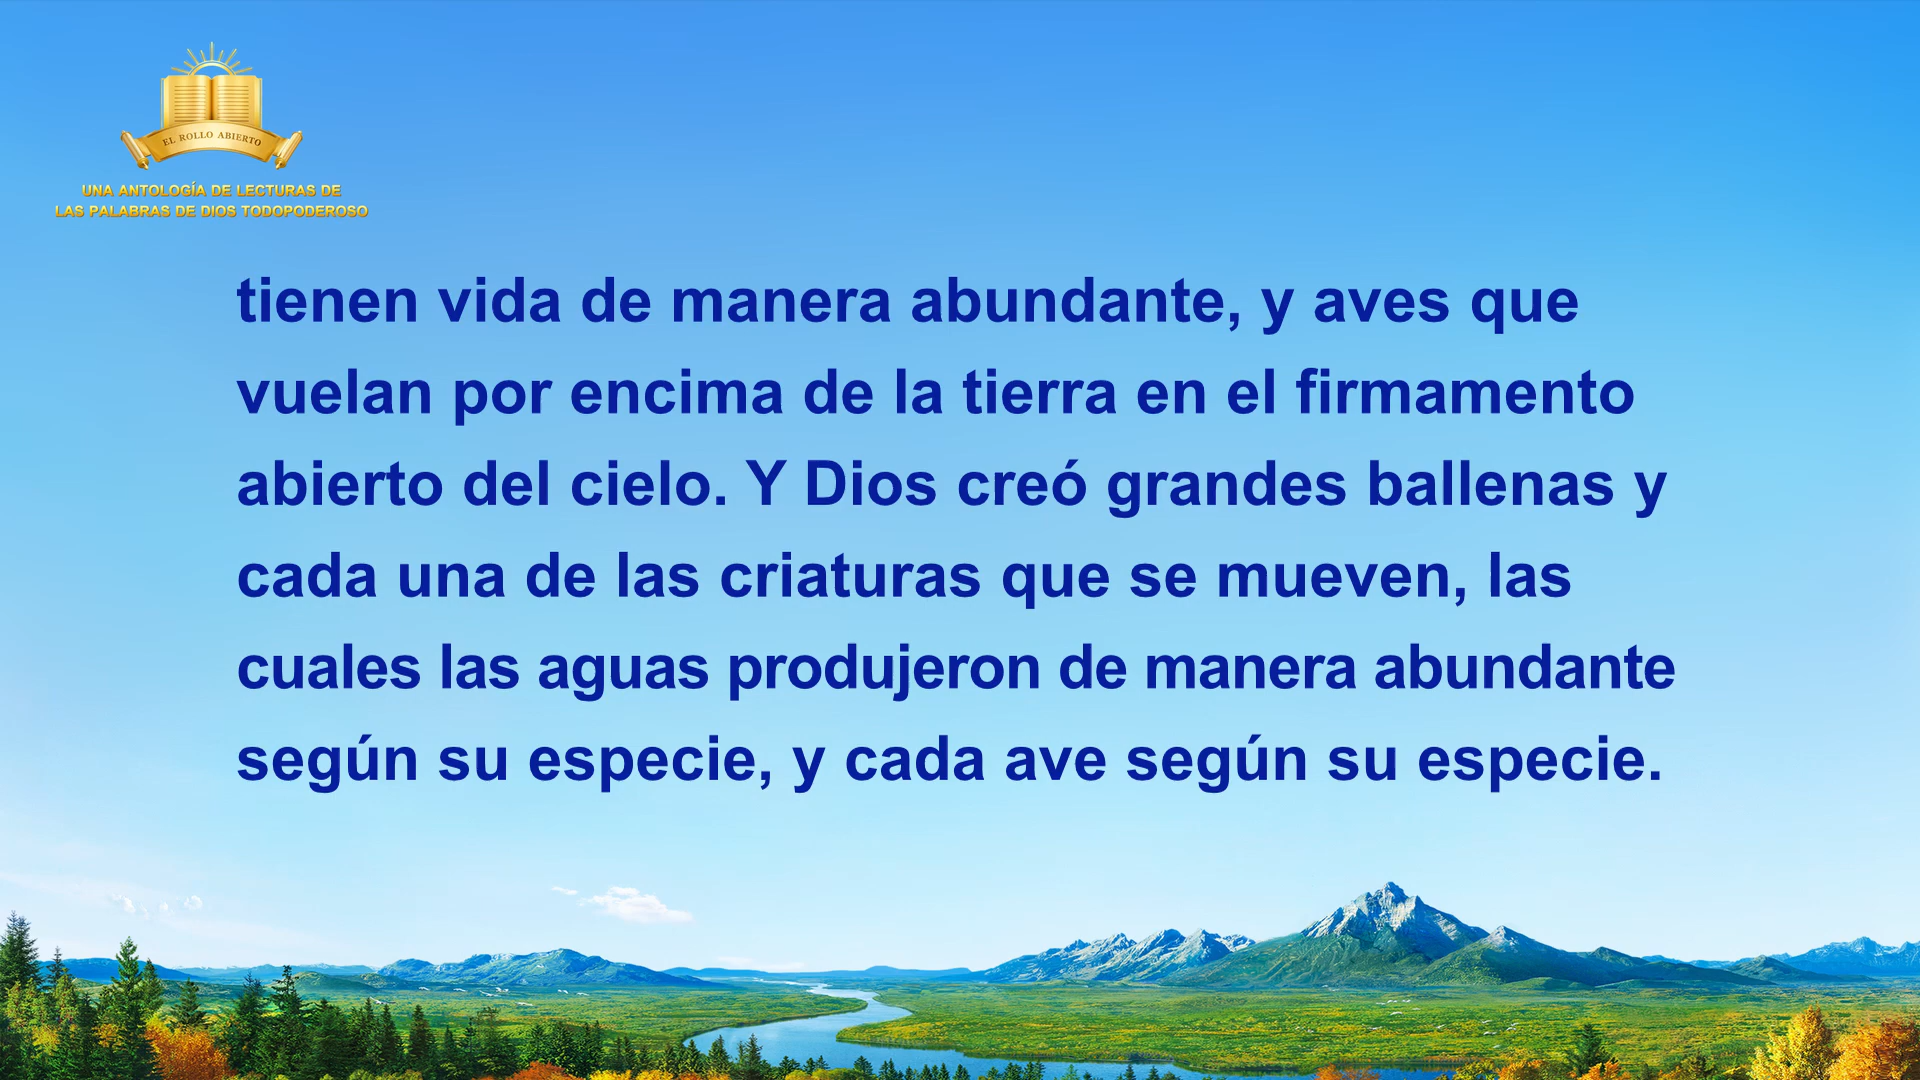 EL ROLLO ABIERTO
UNA ANTOLOGÍA DE LECTURAS DE
LAS PALABRAS DE DIOS TODOPODEROSO
tienen vida de manera abundante, y aves que
vuelan por encima de la tierra en el firmamento
abierto del cielo. Y Dios creó grandes ballenas y
cada una de las criaturas que se mueven, las
cuales las aguas produjeron de manera abundante
según su especie, y cada ave según su especie.